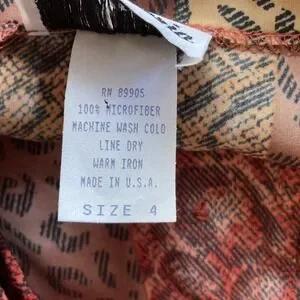 RN 89905
100% MICROFIBER
MACHINE WASH COLD
LINE DRY
WARM IRON
MADE IN U.S.A.
SIZE 4